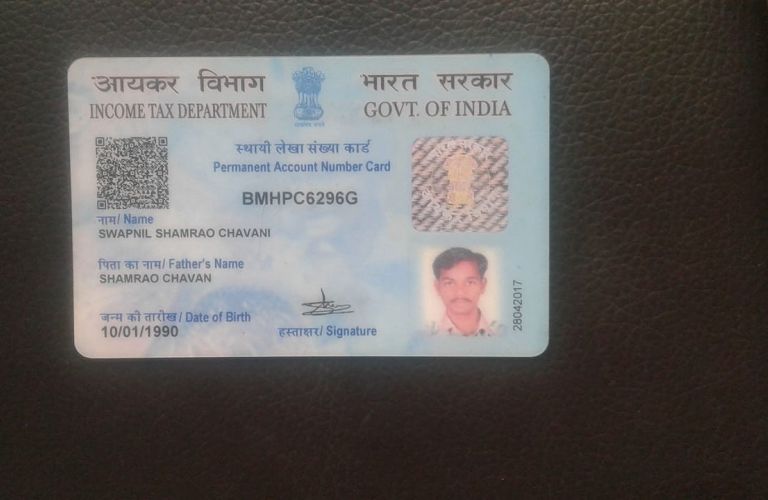 आयकर विभाग
INCOME TAX DEPARTMENT
भारत सरकार
GOVT. OF INDIA
स्थायी लेखा संख्या कार्ड
Permanent Account Number Card
BMHPC6296G
नाम/ Name
SWAPNIL SHAMRAO CHAVANI
पिता का नाम/ Father's Name
SHAMRAO CHAVAN
जन्म की तारीख/ Date of Birth
10/01/1990
हस्ताक्षर/ Signature
28042017